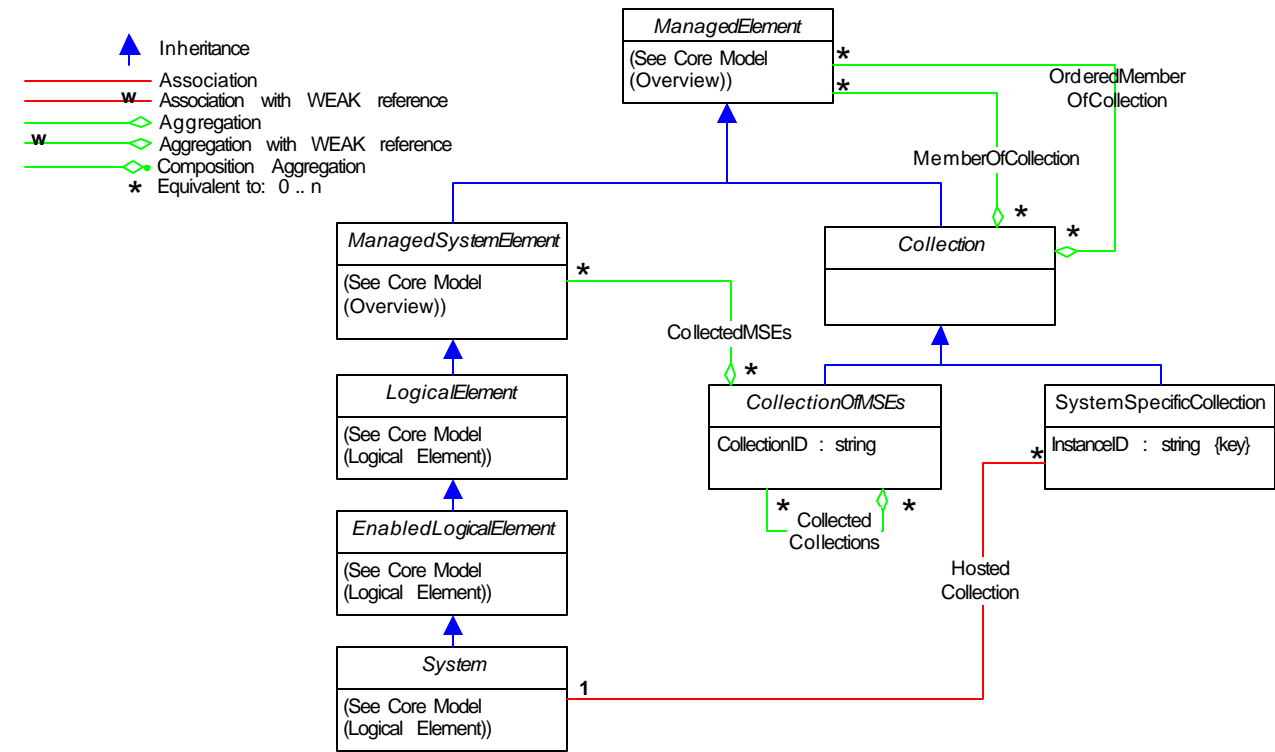 Inheritance
Association
w Association with WEAK reference
Aggregation
w Aggregation with WEAK reference
Composition Aggregation
* Equivalent to: 0 .. n
ManagedElement
(See Core Model
(Overview))
*
*
OrderedMember
OfCollection
MemberOfCollection
*
*
ManagedSystemElement
(See Core Model
(Overview))
*
Collection
CollectedMSEs
*
LogicalElement
(See Core Model
(Logical Element))
CollectionOfMSEs
CollectionID : string
SystemSpecificCollection
InstanceID : string {key}
*
*
*
Collected
Collections
EnabledLogicalElement
(See Core Model
(Logical Element))
Hosted
Collection
System
(See Core Model
(Logical Element))
1